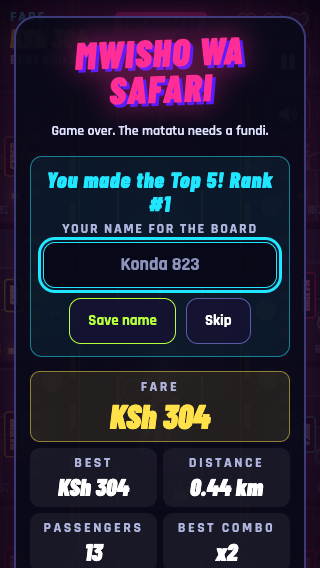 FARE
MWISHO WA
SAFARI
Game over. The matatu needs a fundi.
You made the Top 5! Rank
#1
YOUR NAME FOR THE BOARD
Konda 823
Save name
Skip
FARE
KSh 304
BEST
KSh 304
DISTANCE
0.44 km
PASSENGERS
13
BEST COMBO
x2